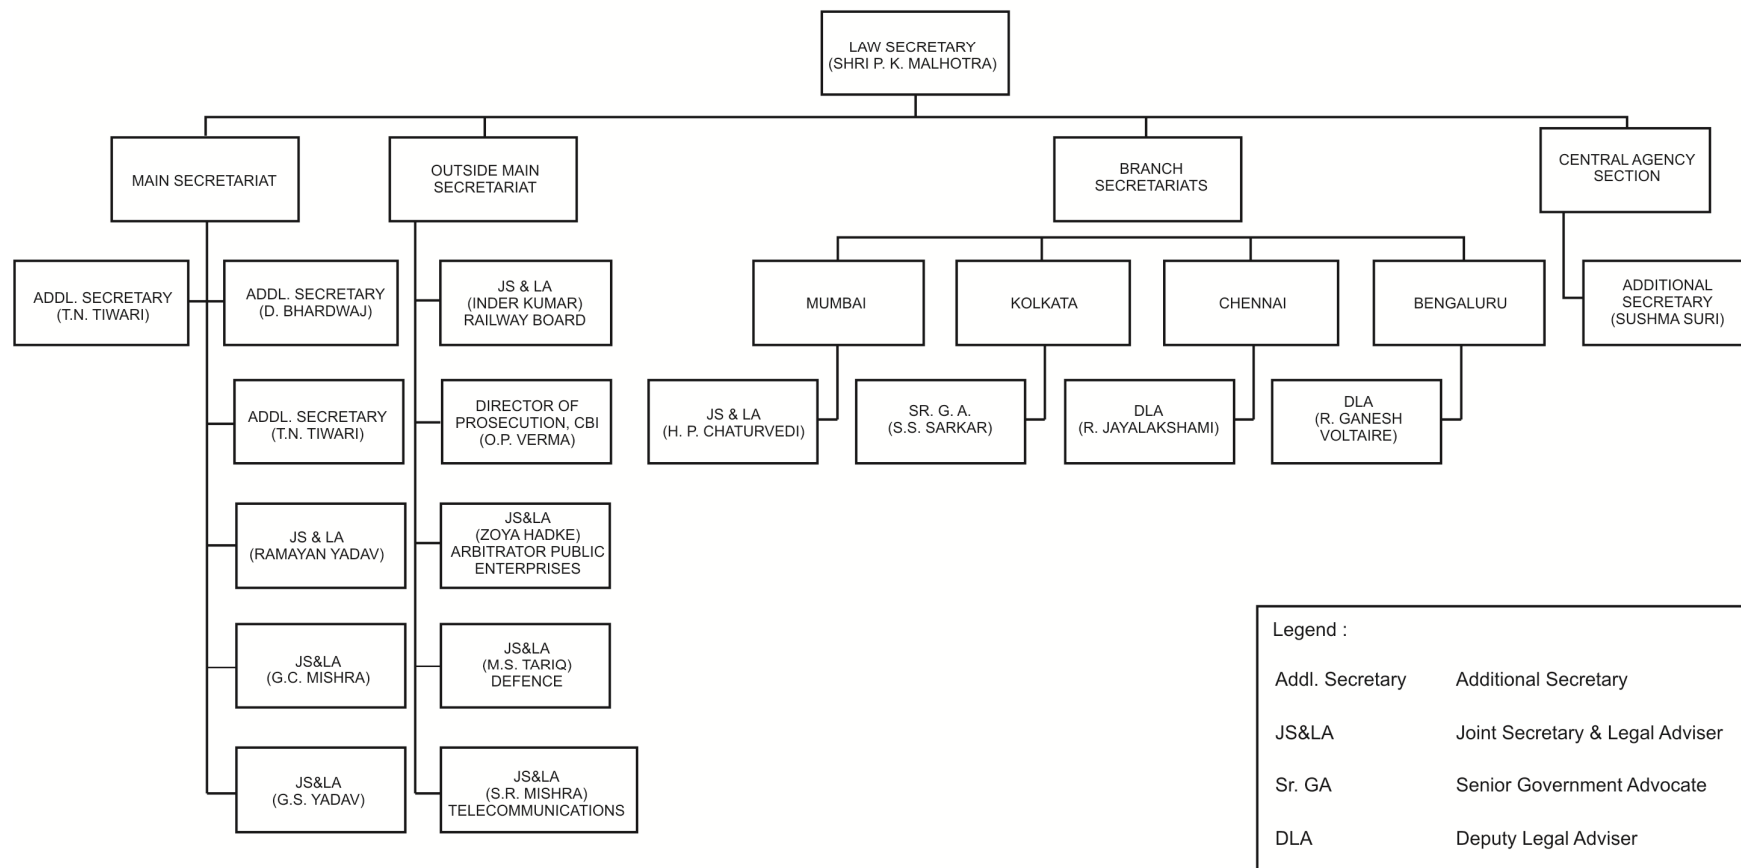 LAW SECRETARY
(SHRI P. K. MALHOTRA)
MAIN SECRETARIAT
OUTSIDE MAIN
SECRETARIAT
BRANCH
SECRETARIATS
CENTRAL AGENCY
SECTION
ADDL. SECRETARY
(T.N. TIWARI)
ADDL. SECRETARY
(D. BHARDWAJ)
JS & LA
(INDER KUMAR)
RAILWAY BOARD
MUMBAI
KOLKATA
CHENNAI
BENGALURU
ADDITIONAL
SECRETARY
(SUSHMA SURI)
ADDL. SECRETARY
(T.N. TIWARI)
DIRECTOR OF
PROSECUTION, CBI
(O.P. VERMA)
JS & LA
(H. P. CHATURVEDI)
SR. G. A.
(S.S. SARKAR)
DLA
(R. JAYALAKSHAMI)
DLA
(R. GANESH
VOLTAIRE)
JS & LA
(RAMAYAN YADAV)
JS&LA
(ZOYA HADKE)
ARBITRATOR PUBLIC
ENTERPRISES
JS&LA
(G.C. MISHRA)
JS&LA
(M.S. TARIQ)
DEFENCE
JS&LA
(G.S. YADAV)
JS&LA
(S.R. MISHRA)
TELECOMMUNICATIONS
Legend :
Addl. Secretary Additional Secretary
JS&LA Joint Secretary & Legal Adviser
Sr. GA Senior Government Advocate
DLA Deputy Legal Adviser